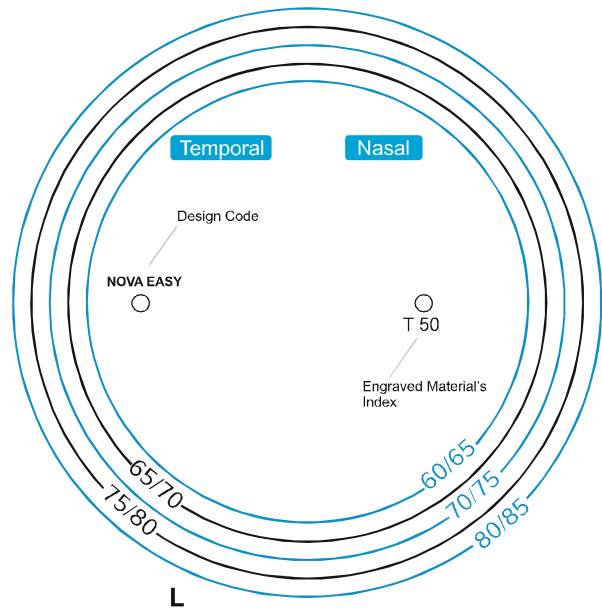 Temporal
Nasal
Design Code
NOVA EASY
T 50
Engraved Material's
Index
60/65
65/70
70/75
75/80
80/85
L